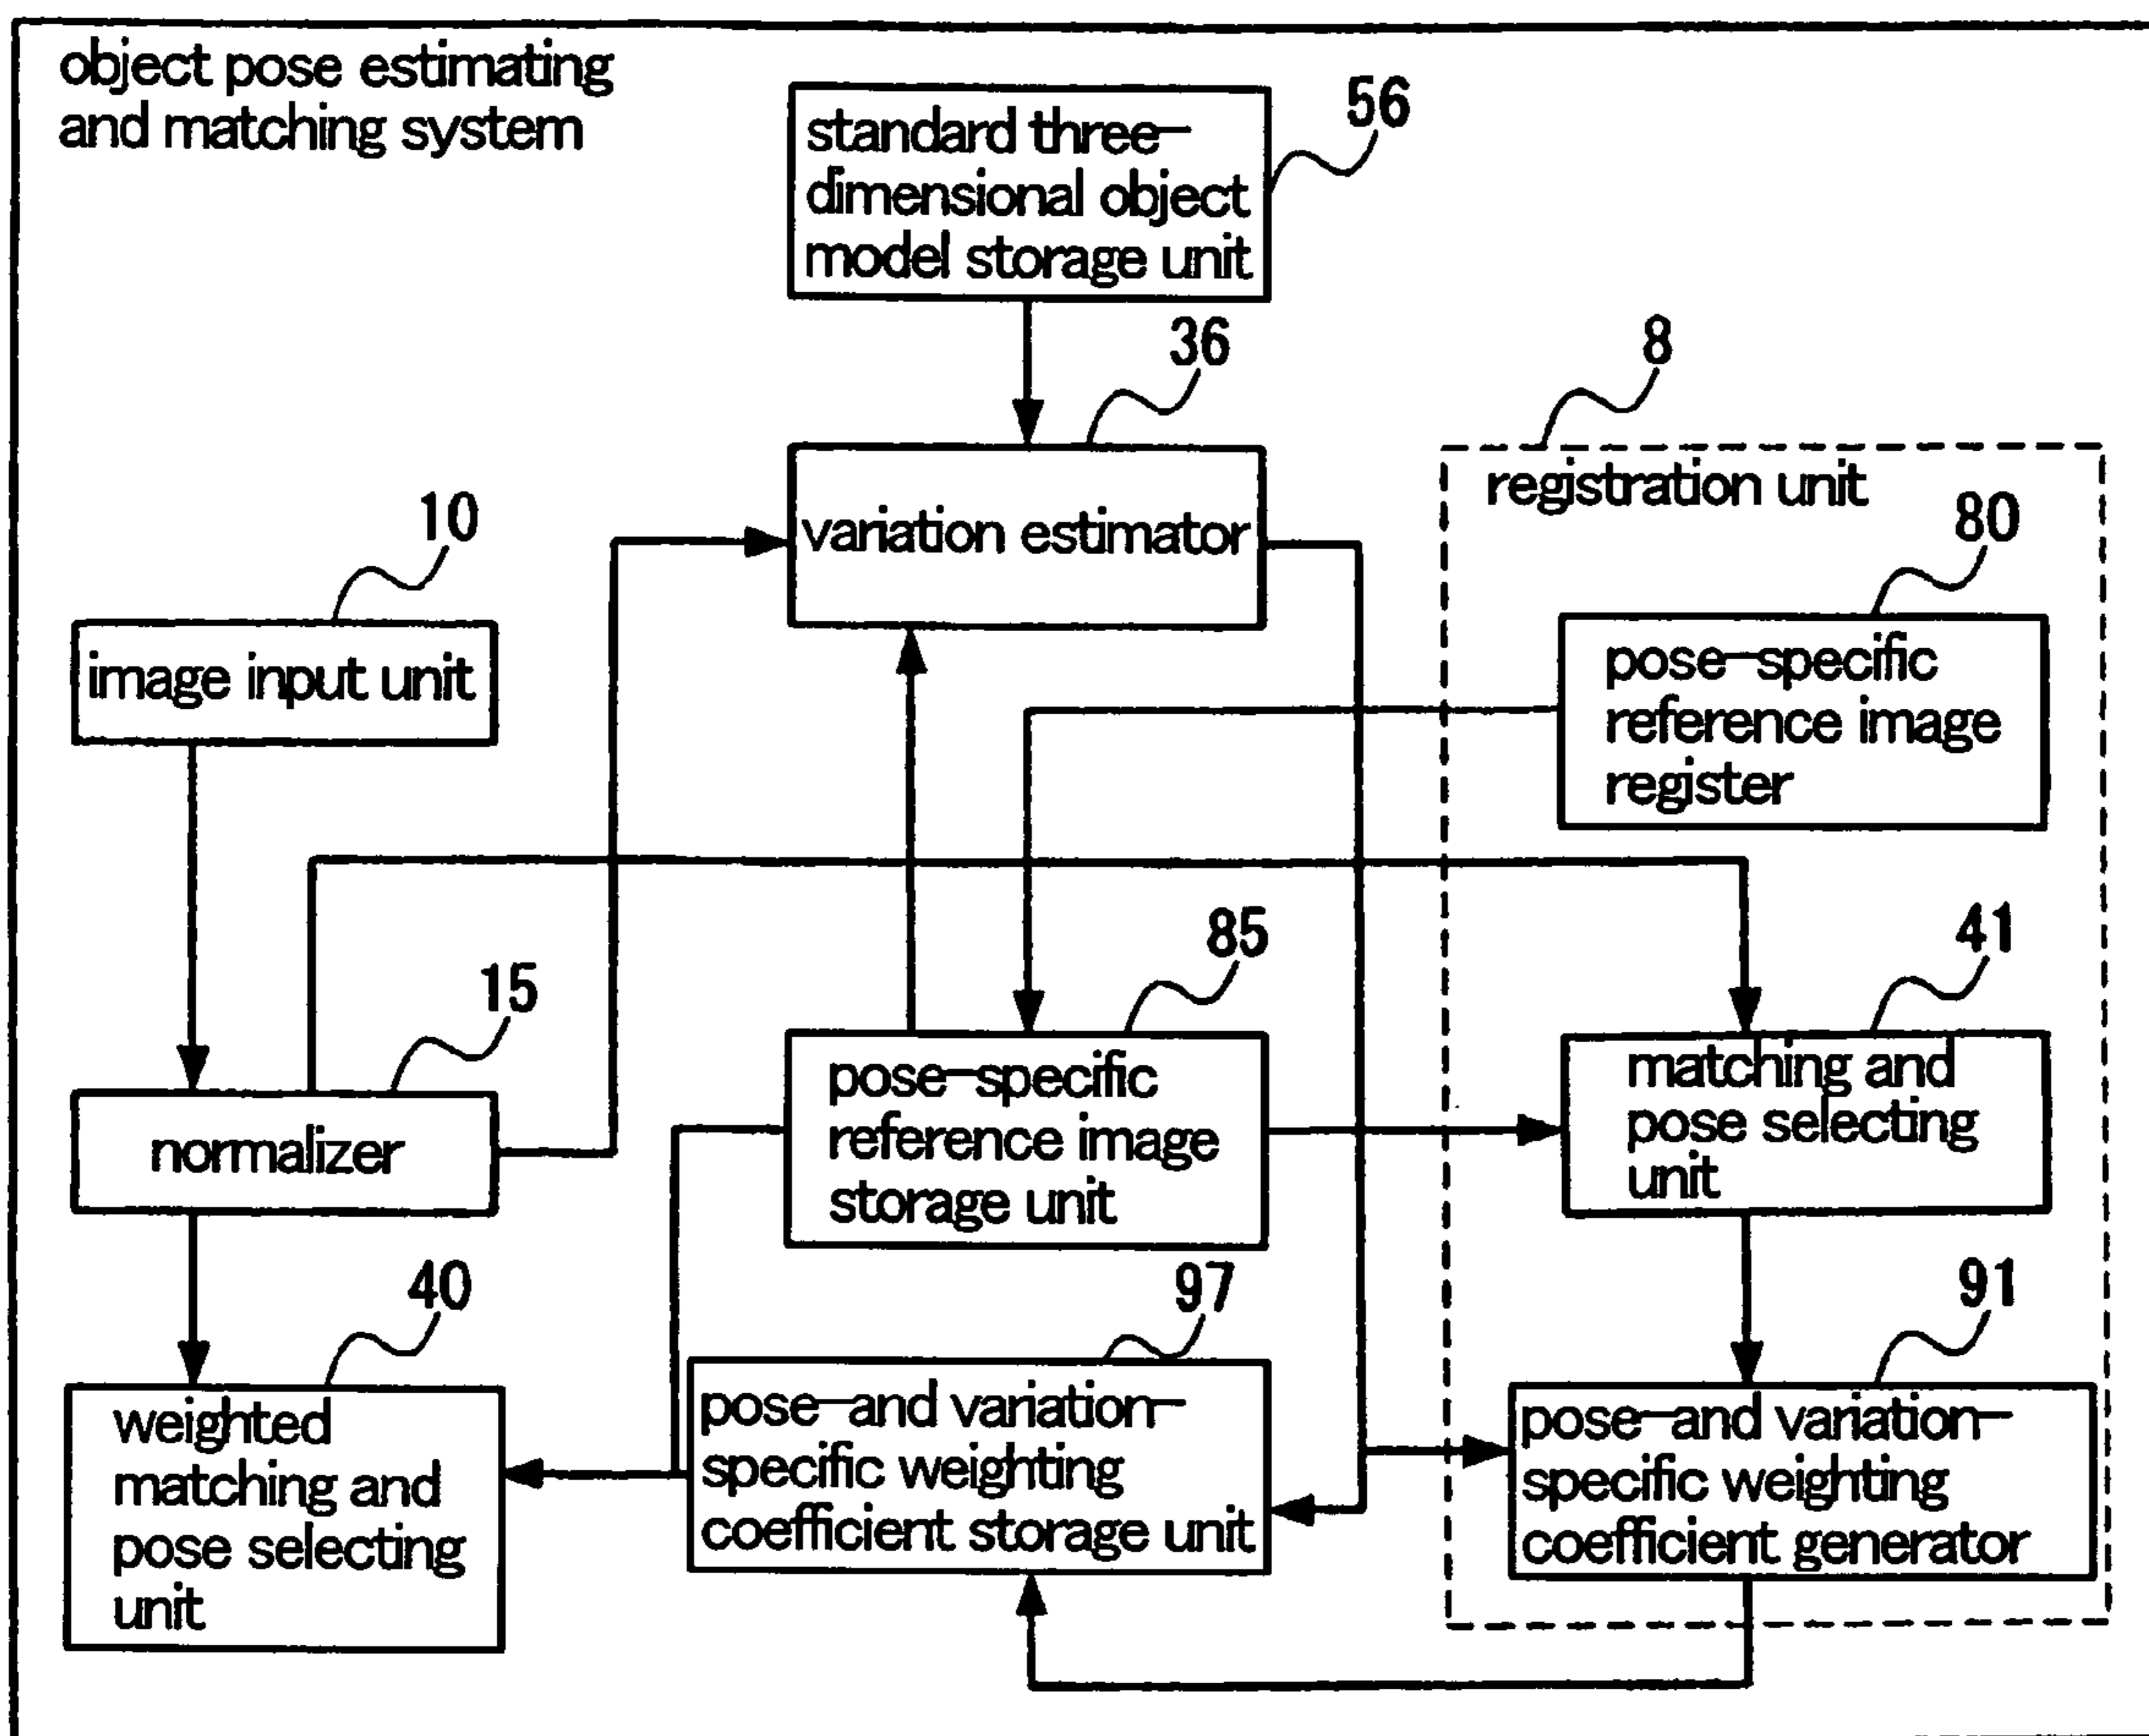 object pose estimating
and matching system
56
standard three-
dimensional object
model storage unit
36
8
variation estimator
registration unit
10
80
image input unit
pose-specific
reference image
register
85
41
15
pose-specific
reference image
storage unit
matching and
pose selecting
unit
normalizer
40
97
91
weighted
matching and
pose selecting
unit
pose-and variation-
specific weighting
coefficient storage unit
pose-and variation-
specific weighting
coefficient generator